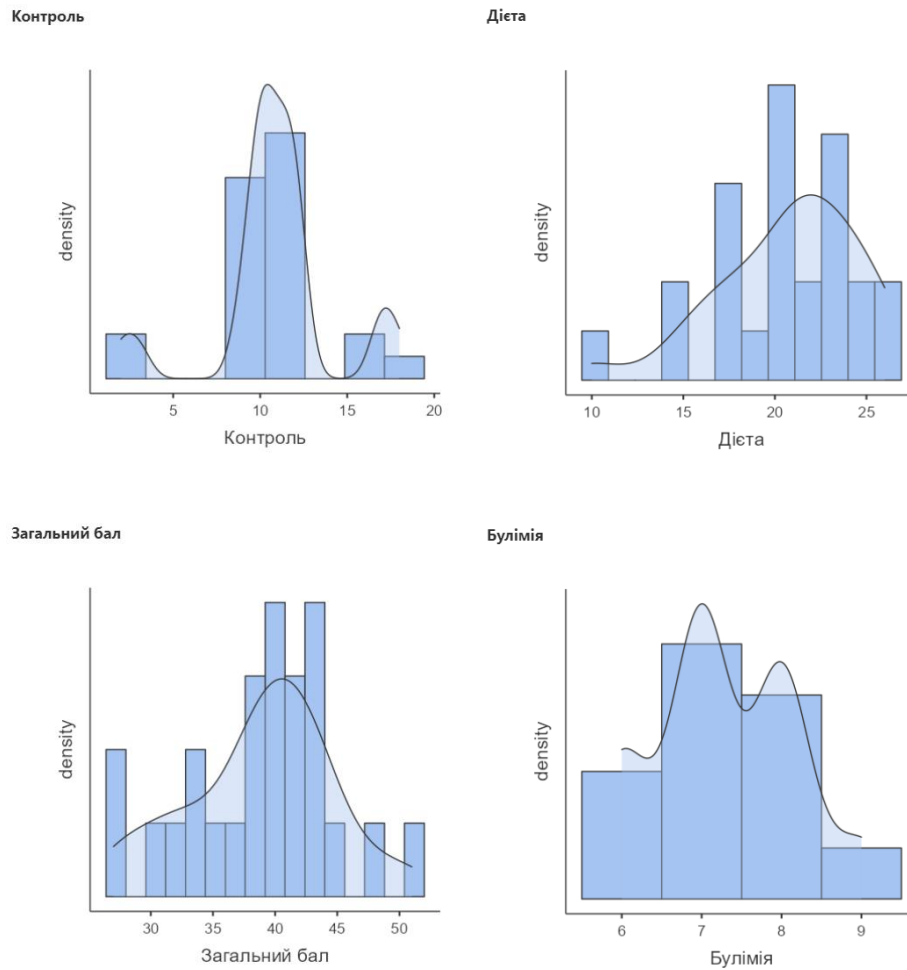 Контроль
Дієта
density
5 10 15 20
Контроль
density
10 15 20 25
Дієта
Загальний бал
Булімія
density
30 35 40 45 50
Загальний бал
density
6 7 8 9
Булімія